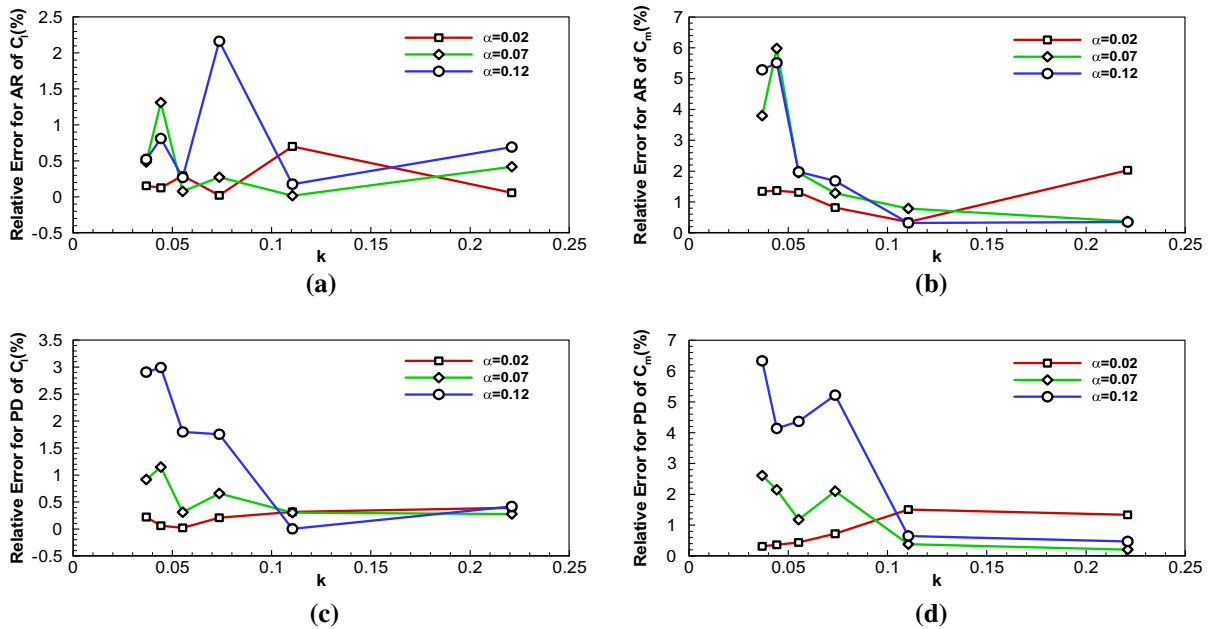 Relative Error for AR of Cl(%)
2.5
2
1.5
1
0.5
0
-0.5
α=0.02
α=0.07
α=0.12
0
0.05
0.1
0.15
0.2
0.25
k
(a)
Relative Error for AR of Cm(%)
7
6
5
4
3
2
1
0
α=0.02
α=0.07
α=0.12
0
0.05
0.1
0.15
0.2
0.25
k
(b)
Relative Error for PD of Cl(%)
3.5
3
2.5
2
1.5
1
0.5
0
-0.5
α=0.02
α=0.07
α=0.12
0
0.05
0.1
0.15
0.2
0.25
k
(c)
Relative Error for PD of Cm(%)
7
6
5
4
3
2
1
0
α=0.02
α=0.07
α=0.12
0
0.05
0.1
0.15
0.2
0.25
k
(d)